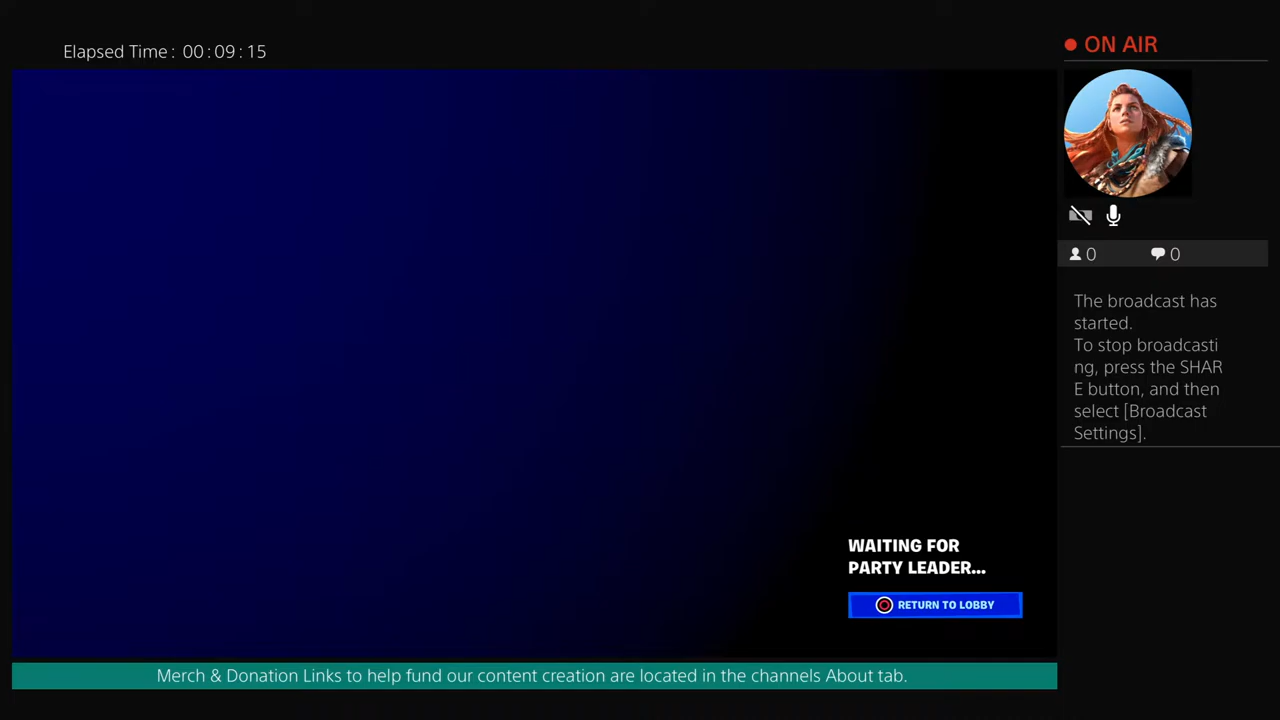 Elapsed Time: 00:09:15
ON AIR
0 0
The broadcast has
started.
To stop broadcasti
ng, press the SHAR
E button, and then
select [Broadcast
Settings].
WAITING FOR
PARTY LEADER...
RETURN TO LOBBY
Merch & Donation Links to help fund our content creation are located in the channels About tab.